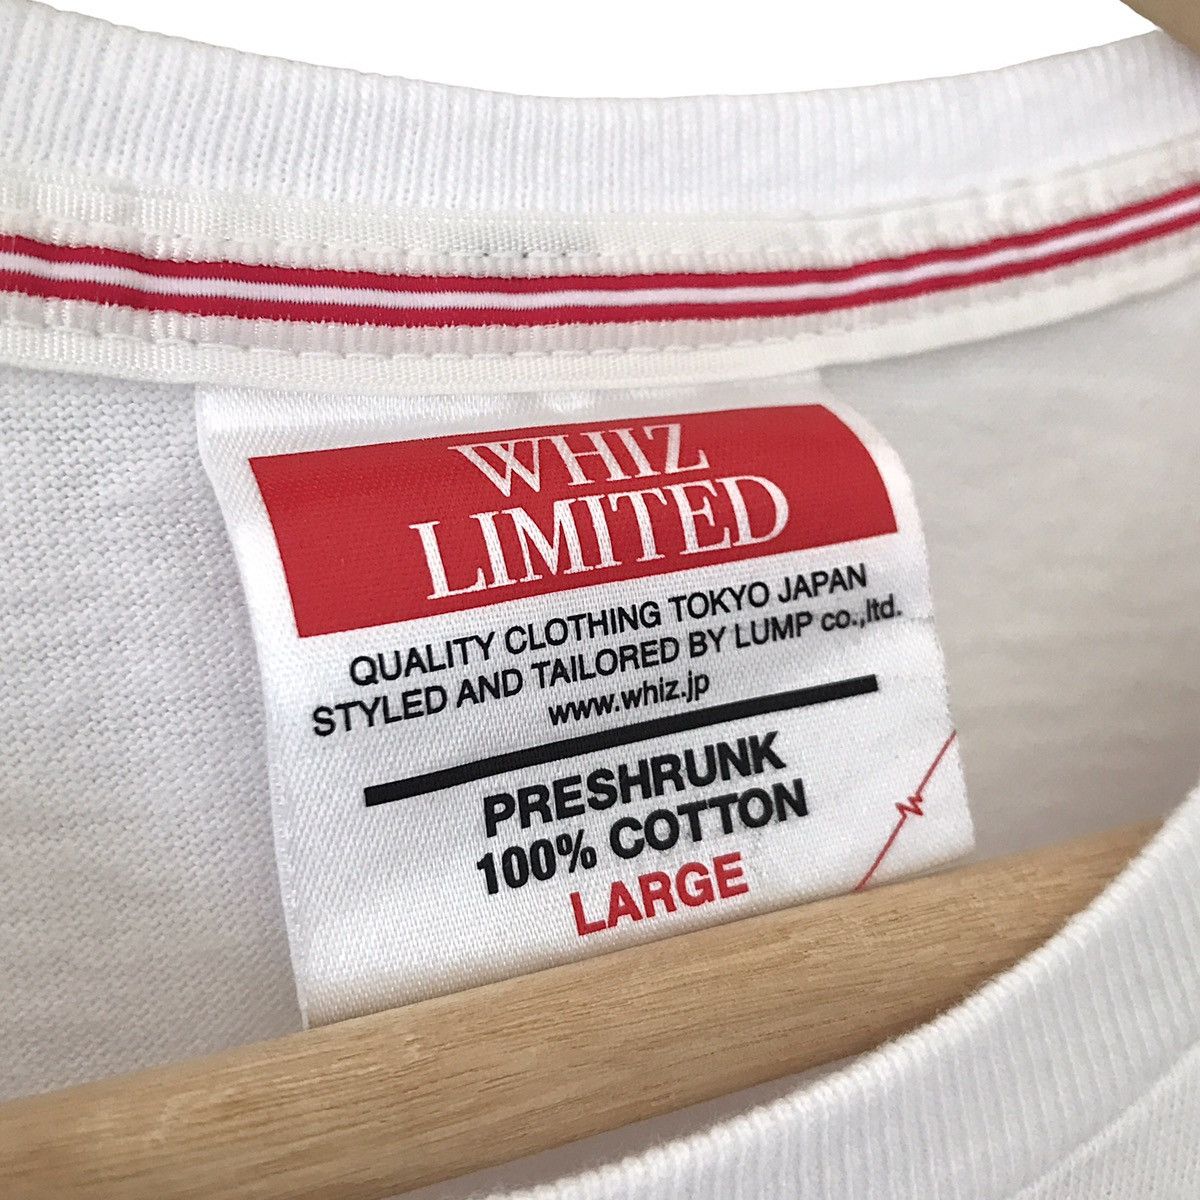 WHIZ
LIMITED
QUALITY CLOTHING TOKYO JAPAN
STYLED AND TAILORED BY LUMP co.,ltd.
www.whiz.jp
PRESHRUNK
100% COTTON
LARGE